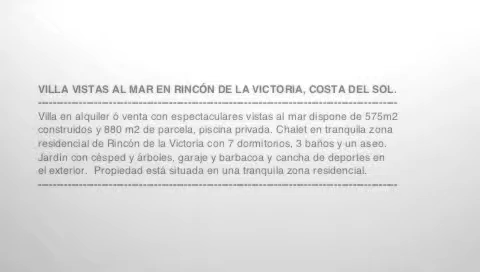 VILLA VISTAS AL MAR EN RINCÓN DE LA VICTORIA, COSTA DEL SOL.
------------------------------------------------------------------------------------------------
Villa en alquiler ó venta con espectaculares vistas al mar dispone de 575m2
construidos y 880 m2 de parcela, piscina privada. Chalet en tranquila zona
residencial de Rincón de la Victoria con 7 dormitorios, 3 baños y un aseo.
Jardín con césped y árboles, garaje y barbacoa y cancha de deportes en
el exterior.  Propiedad está situada en una tranquila zona residencial.
------------------------------------------------------------------------------------------------